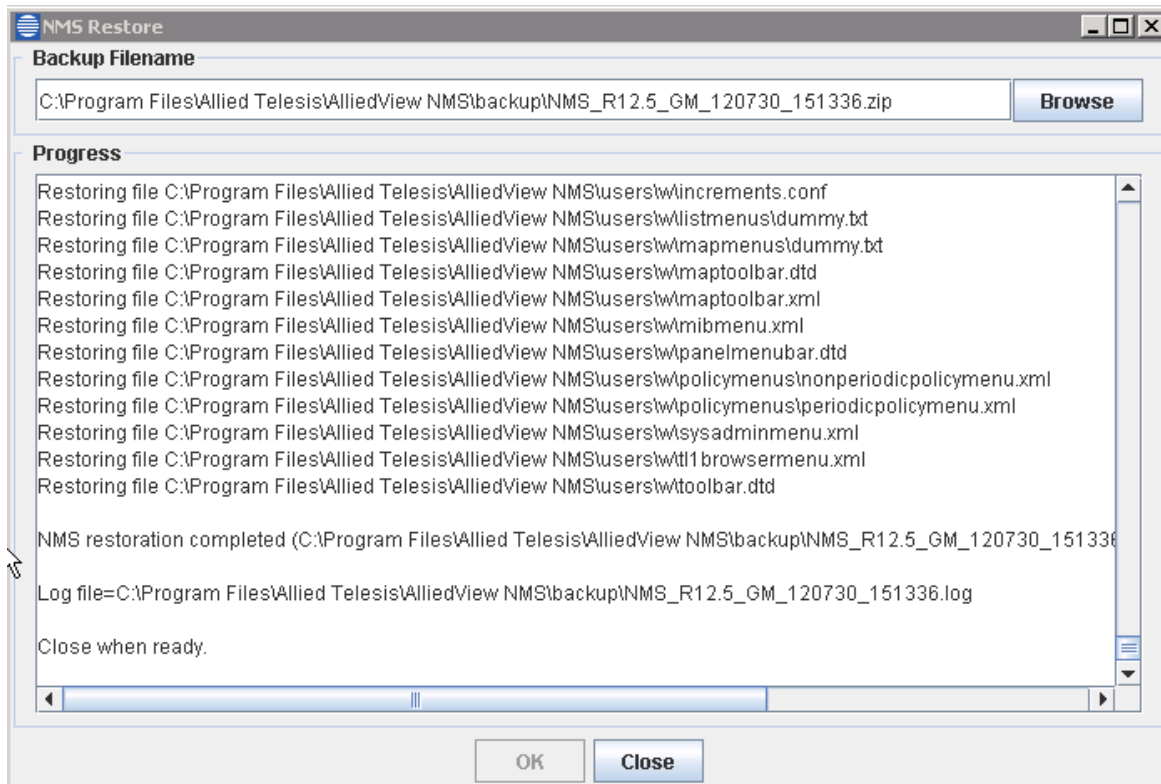 NMS Restore
Backup Filename
C:\Program Files\Allied Telesis\AlliedView NMS\backup\NMS_R12.5_GM_120730_151336.zip
Browse
Progress
Restoring file C:\Program Files\Allied Telesis\AlliedView NMS\users\w\increments.conf
Restoring file C:\Program Files\Allied Telesis\AlliedView NMS\users\w\listmenus\dummy.txt
Restoring file C:\Program Files\Allied Telesis\AlliedView NMS\users\w\mapmenus\dummy.txt
Restoring file C:\Program Files\Allied Telesis\AlliedView NMS\users\w\maptoolbar.dtd
Restoring file C:\Program Files\Allied Telesis\AlliedView NMS\users\w\maptoolbar.xml
Restoring file C:\Program Files\Allied Telesis\AlliedView NMS\users\w\mibmenu.xml
Restoring file C:\Program Files\Allied Telesis\AlliedView NMS\users\w\panelmenubar.dtd
Restoring file C:\Program Files\Allied Telesis\AlliedView NMS\users\w\policymenus\nonperiodicpolicymenu.xml
Restoring file C:\Program Files\Allied Telesis\AlliedView NMS\users\w\policymenus\periodicpolicymenu.xml
Restoring file C:\Program Files\Allied Telesis\AlliedView NMS\users\w\sysadminmenu.xml
Restoring file C:\Program Files\Allied Telesis\AlliedView NMS\users\w\tl1browsermenu.xml
Restoring file C:\Program Files\Allied Telesis\AlliedView NMS\users\w\toolbar.dtd
NMS restoration completed (C:\Program Files\Allied Telesis\AlliedView NMS\backup\NMS_R12.5_GM_120730_151336
Log file=C:\Program Files\Allied Telesis\AlliedView NMS\backup\NMS_R12.5_GM_120730_151336.log
Close when ready.
OK
Close